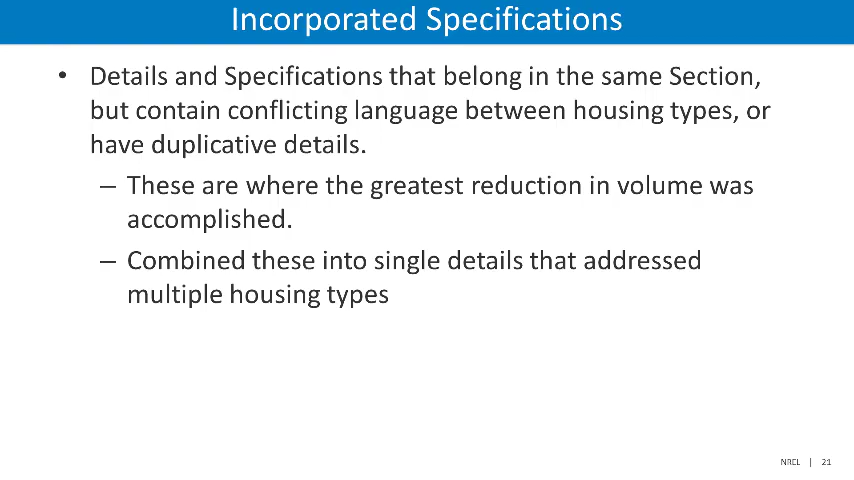 Incorporated Specifications
• Details and Specifications that belong in the same Section,
but contain conflicting language between housing types, or
have duplicative details.
– These are where the greatest reduction in volume was
accomplished.
– Combined these into single details that addressed
multiple housing types
NREL | 21